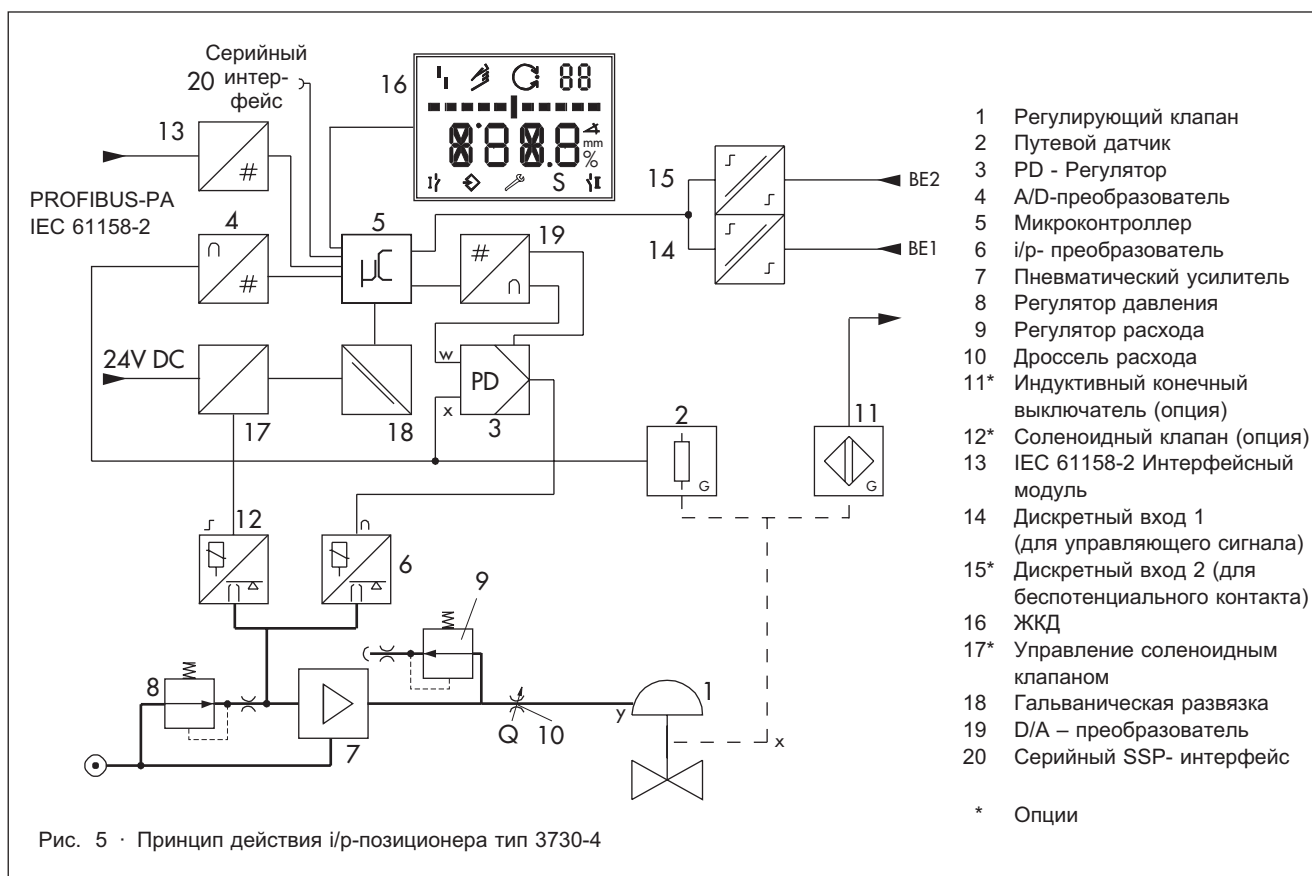 Серийный
20 интер-
фейс
16
88
8.8.8.8
mm
%
S
13
#
PROFIBUS-PA
IEC 61158-2
4
#
5
µC
19
#
15
BE2
14
BE1
24V DC
17
18
w
PD
x
3
2
G
11
G
12
6
9
8
7
Q
10
y
1
x
1 Регулирующий клапан
2 Путевой датчик
3 PD - Регулятор
4 A/D-преобразователь
5 Микроконтроллер
6 i/p- преобразователь
7 Пневматический усилитель
8 Регулятор давления
9 Регулятор расхода
10 Дроссель расхода
11* Индуктивный конечный
выключатель (опция)
12* Соленоидный клапан (опция)
13 IEC 61158-2 Интерфейсный
модуль
14 Дискретный вход 1
(для управляющего сигнала)
15* Дискретный вход 2 (для
беспотенциального контакта)
16 ЖКД
17* Управление соленоидным
клапаном
18 Гальваническая развязка
19 D/A – преобразователь
20 Серийный SSP- интерфейс
* Опции
Рис. 5 · Принцип действия i/p-позиционера тип 3730-4